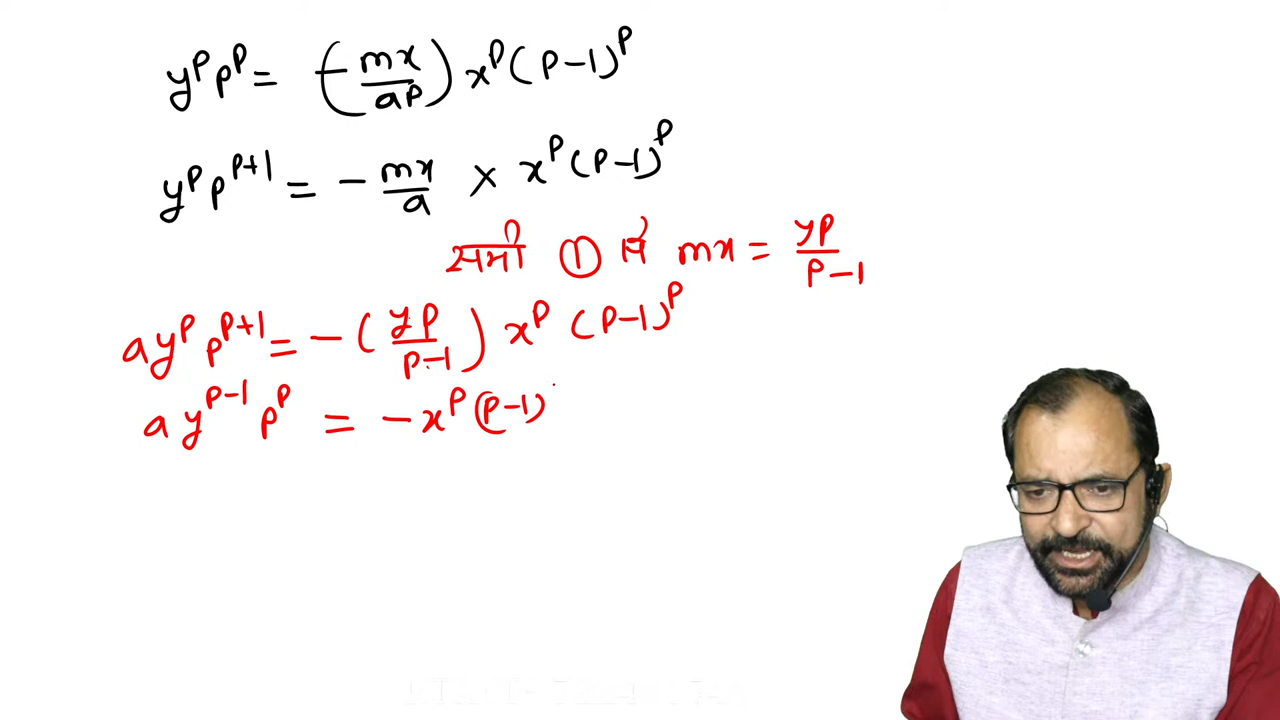 y^p p^p = (-mx/ap) x^p (p-1)^p
y^p p^{p+1} = - mx/a × x^p (p-1)^p
समी ① से mx = yp/p-1
a y^p p^{p+1} = -(yp/p-1) x^p (p-1)^p
a y^{p-1} p^p = -x^p (p-1)